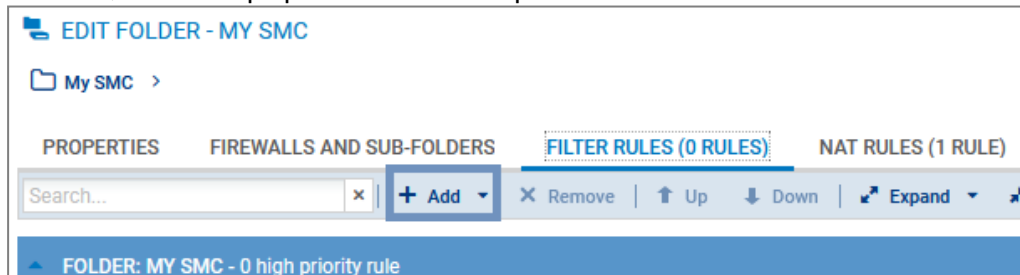 EDIT FOLDER - MY SMC
My SMC >
PROPERTIES FIREWALLS AND SUB-FOLDERS FILTER RULES (0 RULES) NAT RULES (1 RULE)
Search... × + Add × Remove Up Down Expand
FOLDER: MY SMC - 0 high priority rule